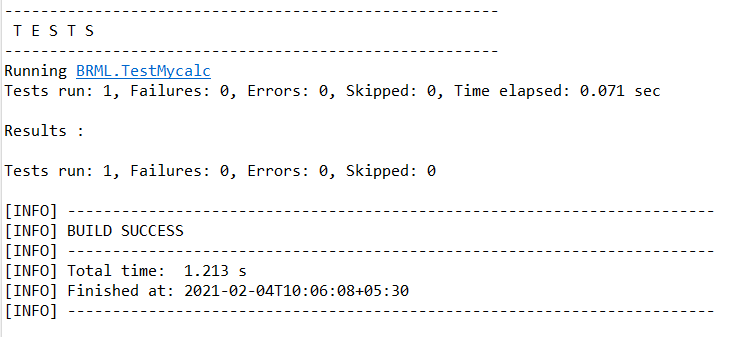 -------------------------------------------------------
 T E S T S
-------------------------------------------------------
Running BRML.TestMycalc
Tests run: 1, Failures: 0, Errors: 0, Skipped: 0, Time elapsed: 0.071 sec

Results :

Tests run: 1, Failures: 0, Errors: 0, Skipped: 0

[INFO] ------------------------------------------------------------------------
[INFO] BUILD SUCCESS
[INFO] ------------------------------------------------------------------------
[INFO] Total time:  1.213 s
[INFO] Finished at: 2021-02-04T10:06:08+05:30
[INFO] ------------------------------------------------------------------------